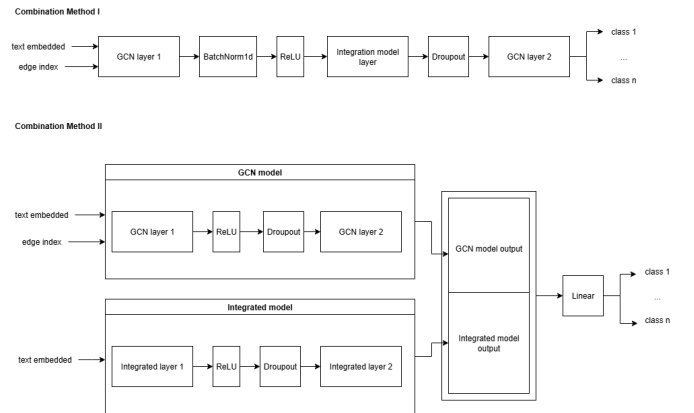 Combination Method I
text embedded
edge index
GCN layer 1
BatchNorm1d
ReLU
Integration model
layer
Droupout
GCN layer 2
class 1
...
class n
Combination Method II
GCN model
text embedded
edge index
GCN layer 1
ReLU
Droupout
GCN layer 2
Integrated model
text embedded
Integrated layer 1
ReLU
Droupout
Integrated layer 2
GCN model output
Integrated model
output
Linear
class 1
...
class n